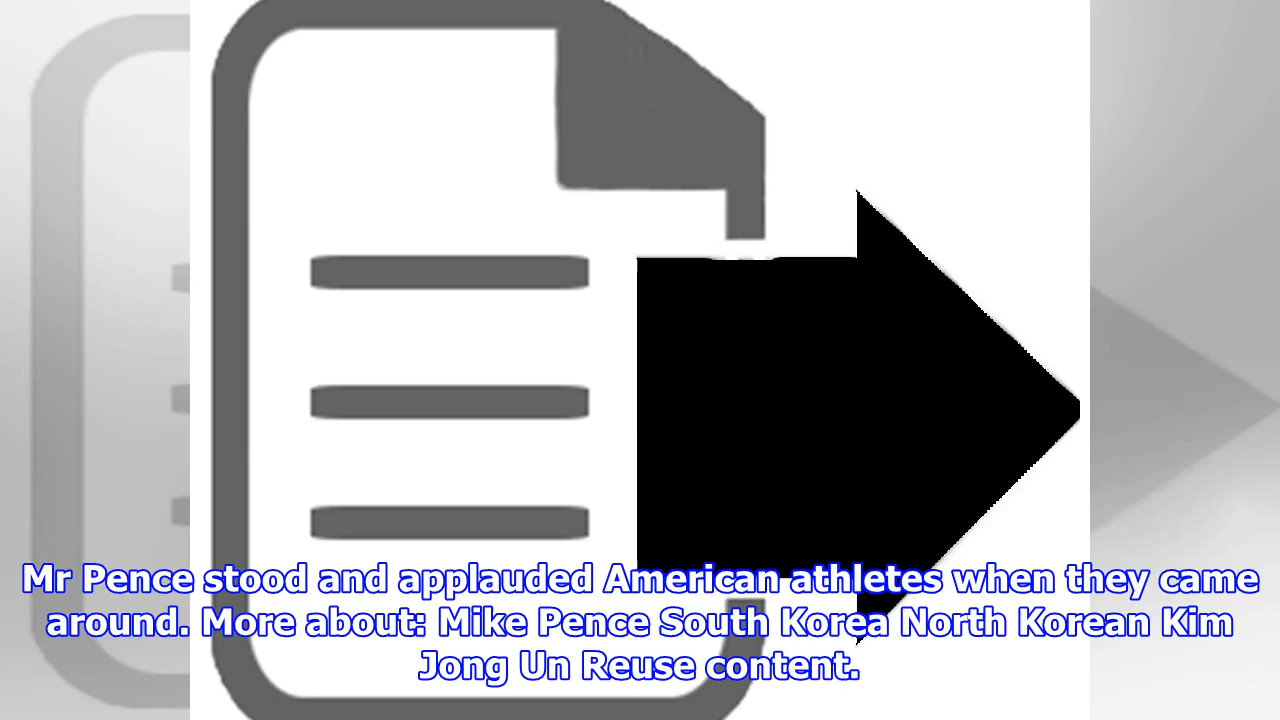 Mr Pence stood and applauded American athletes when they came
around. More about: Mike Pence South Korea North Korean Kim
Jong Un Reuse content.